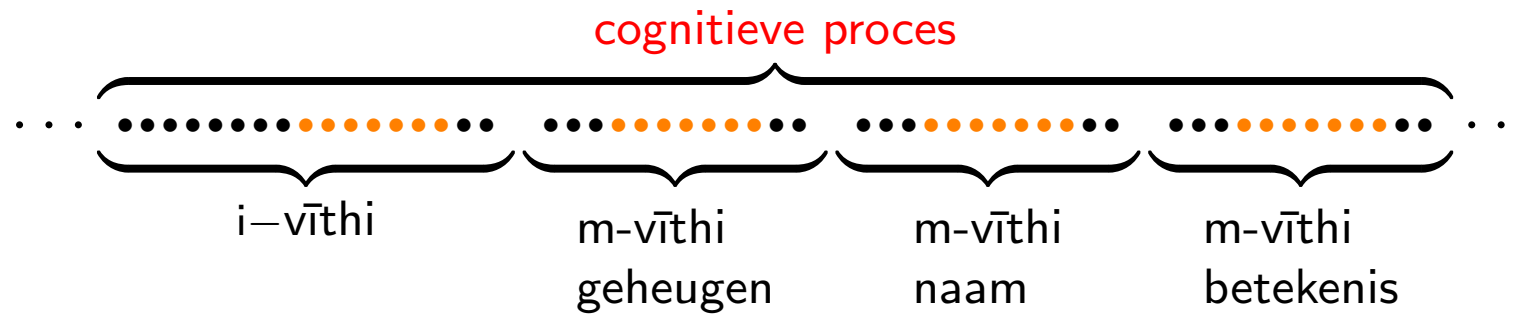 cognitieve proces
i–vīthi
m-vīthi
geheugen
m-vīthi
naam
m-vīthi
betekenis